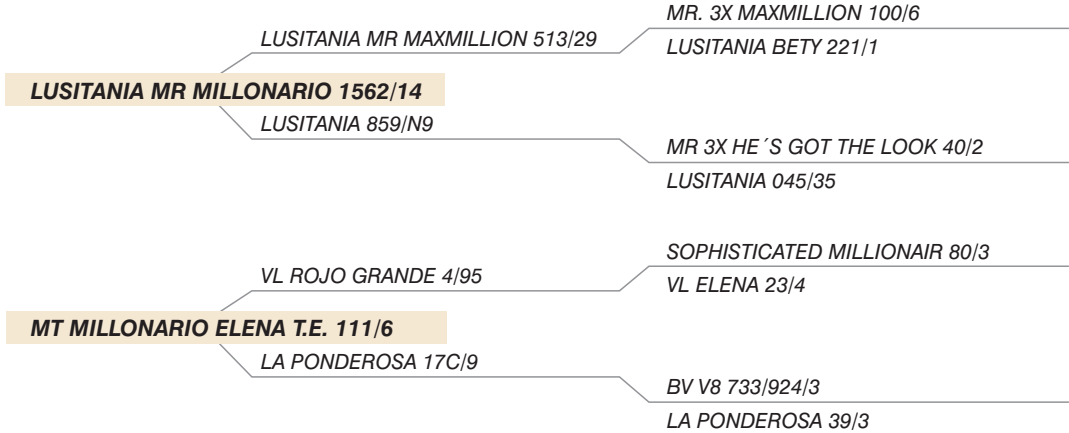 MR. 3X MAXMILLION 100/6
LUSITANIA MR MAXMILLION 513/29
LUSITANIA BETY 221/1
LUSITANIA MR MILLONARIO 1562/14
LUSITANIA 859/N9
MR 3X HE´S GOT THE LOOK 40/2
LUSITANIA 045/35
SOPHISTICATED MILLIONAIR 80/3
VL ROJO GRANDE 4/95
VL ELENA 23/4
MT MILLONARIO ELENA T.E. 111/6
LA PONDEROSA 17C/9
BV V8 733/924/3
LA PONDEROSA 39/3